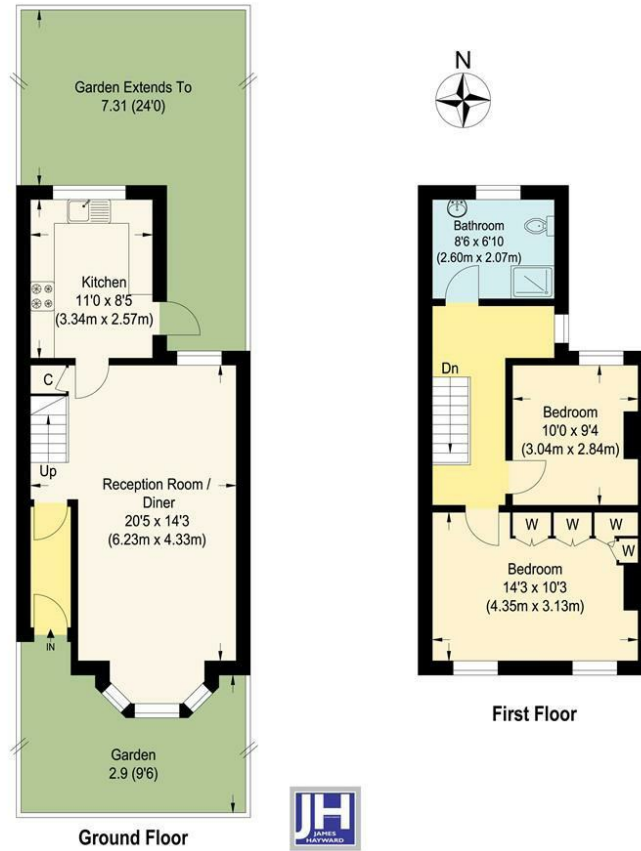 Garden Extends To
7.31 (24'0)
Kitchen
11'0 x 8'5
(3.34m x 2.57m)
C
Up
Reception Room /
Diner
20'5 x 14'3
(6.23m x 4.33m)
IN
Garden
2.9 (9'6)
Ground Floor
N
Bathroom
8'6 x 6'10
(2.60m x 2.07m)
Dn
Bedroom
10'0 x 9'4
(3.04m x 2.84m)
W
W
W
W
Bedroom
14'3 x 10'3
(4.35m x 3.13m)
First Floor
JH
JAMES
HAYWARD